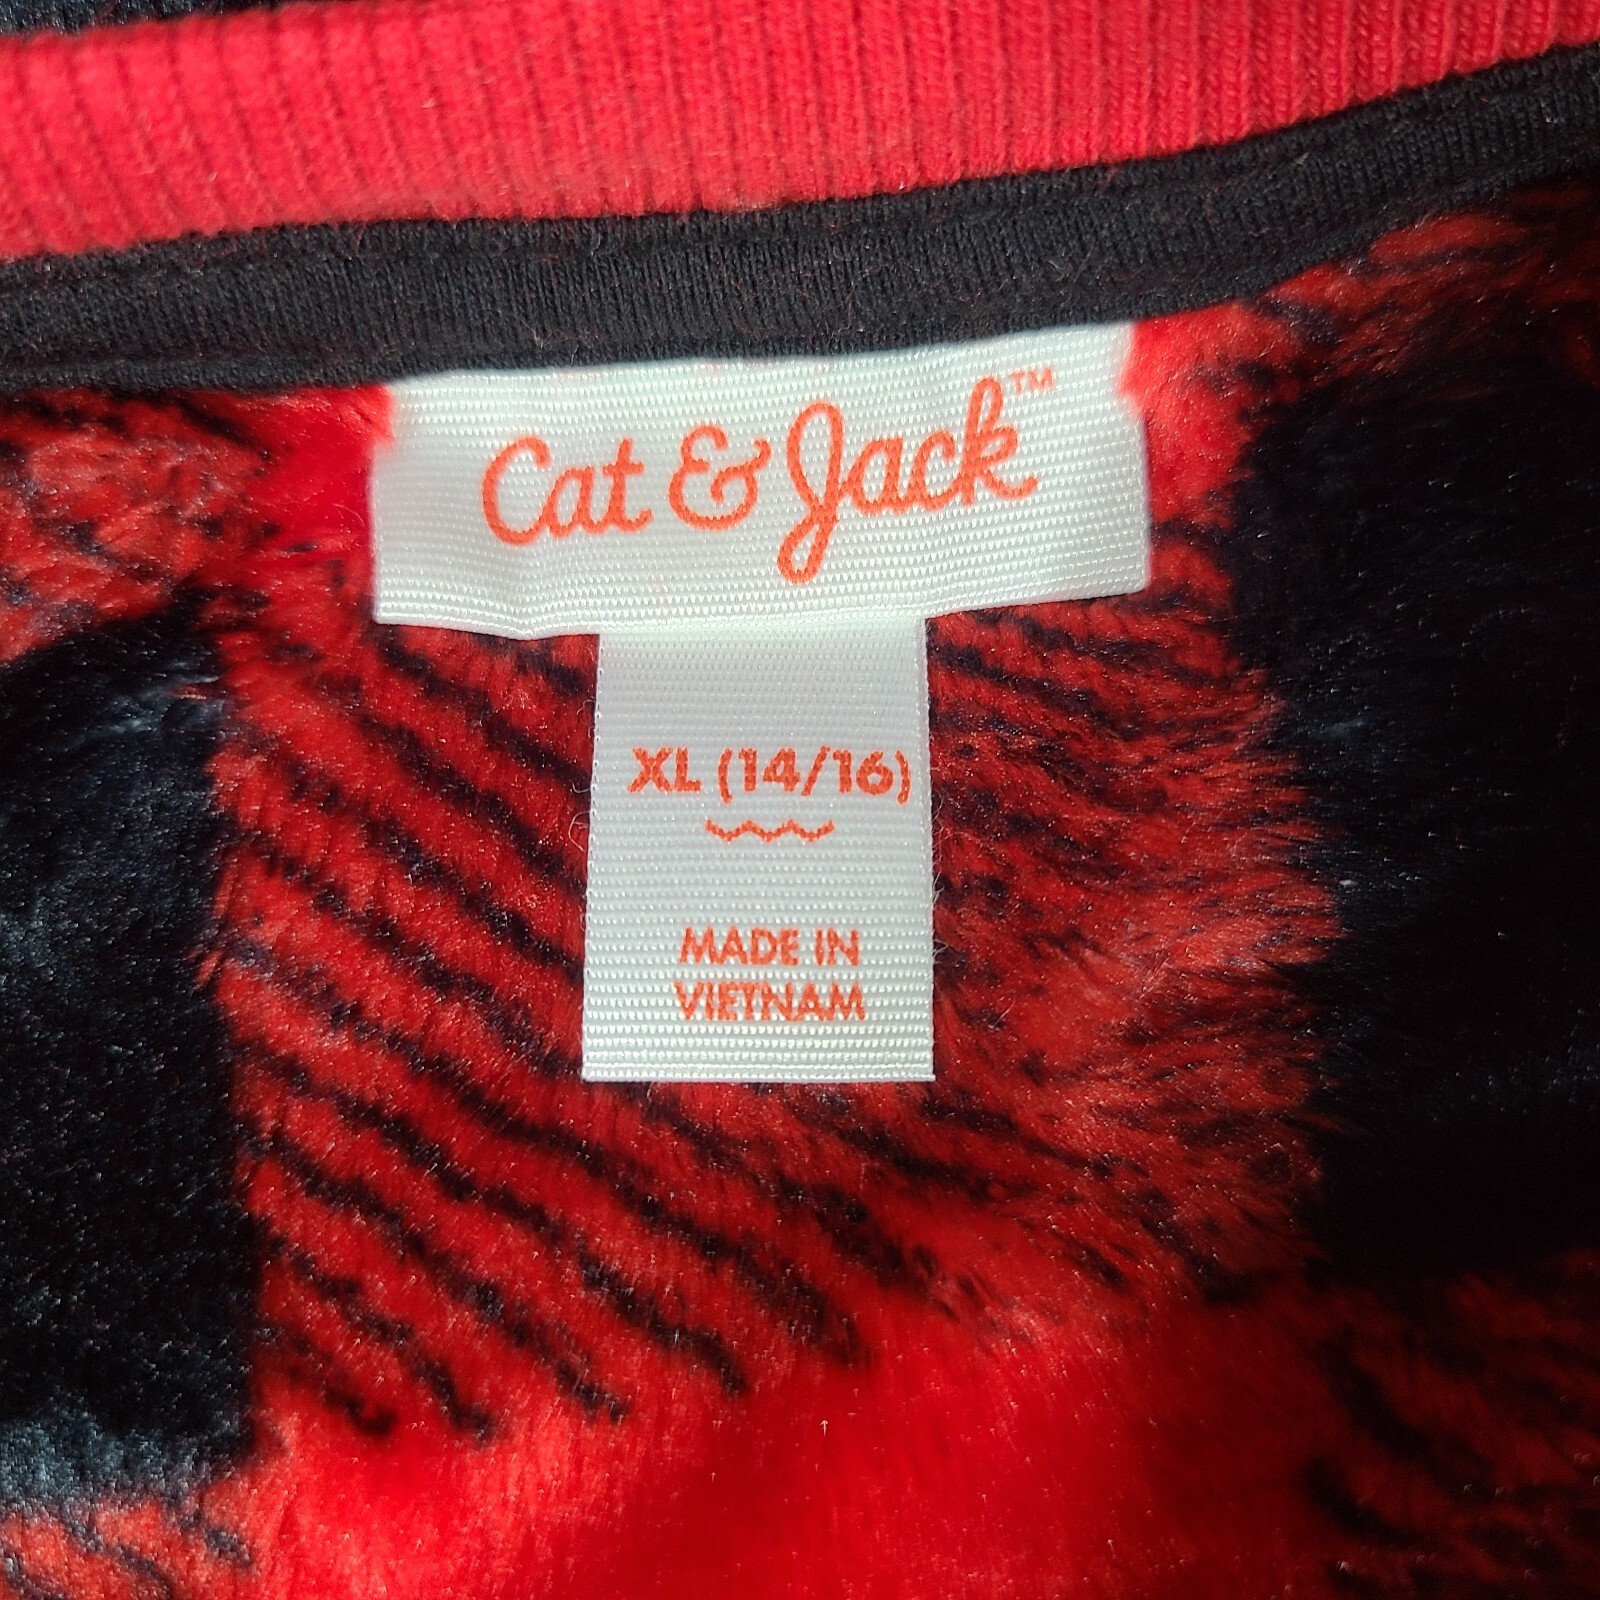 Cat & Jack™
XL (14/16)
MADE IN
VIETNAM